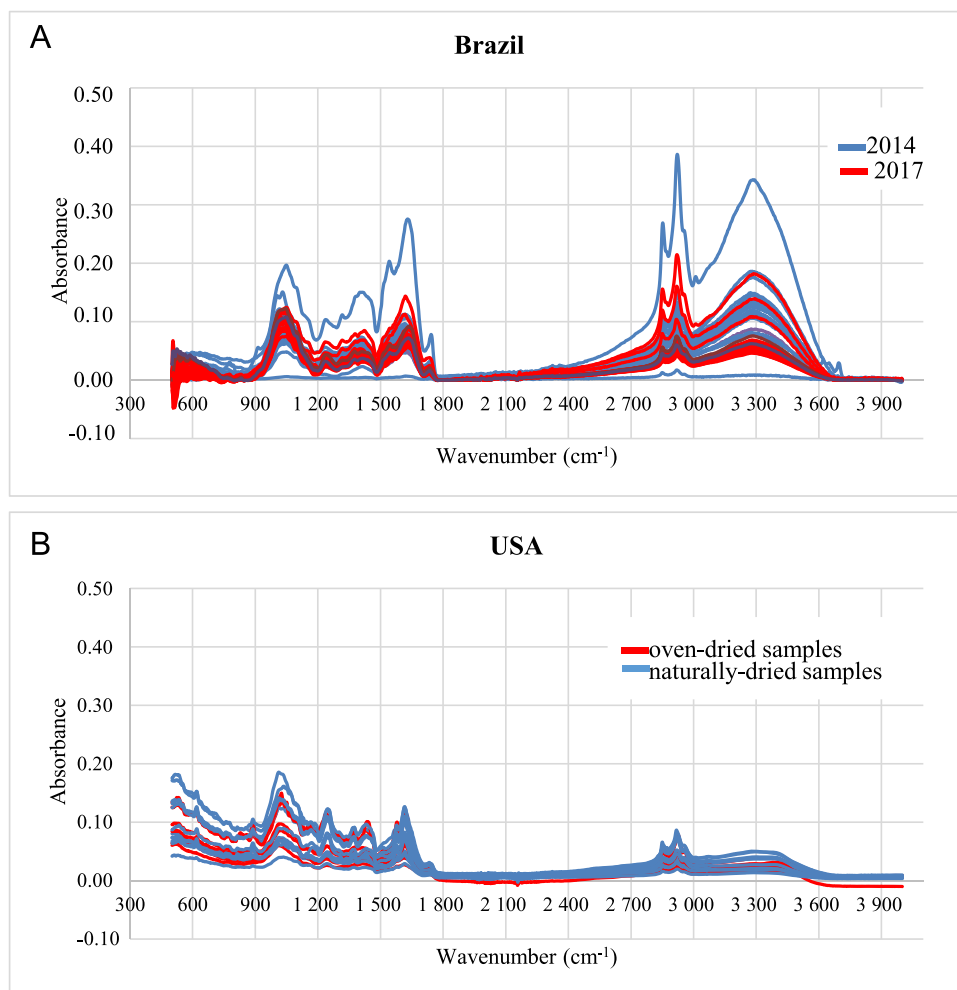 A
Brazil
0.50
0.40
0.30
0.20
0.10
0.00
-0.10
Absorbance
2014
2017
300 600 900 1 200 1 500 1 800 2 100 2 400 2 700 3 000 3 300 3 600 3 900
Wavenumber (cm⁻¹)
B
USA
0.50
0.40
0.30
0.20
0.10
0.00
-0.10
Absorbance
oven-dried samples
naturally-dried samples
300 600 900 1 200 1 500 1 800 2 100 2 400 2 700 3 000 3 300 3 600 3 900
Wavenumber (cm⁻¹)